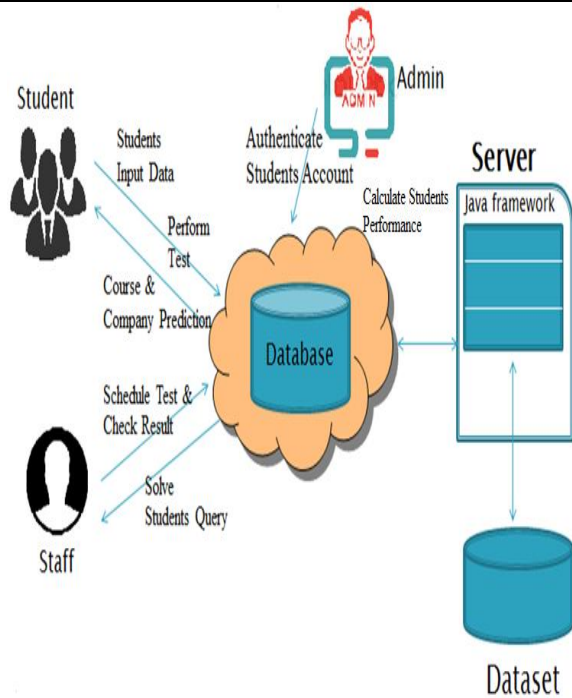 Student
Students
Input Data
Perform
Test
Course &
Company Prediction
ADMIN
Admin
Authenticate
Students Account
Calculate Students
Performance
Server
Java framework
Database
Schedule Test &
Check Result
Solve
Students Query
Staff
Dataset